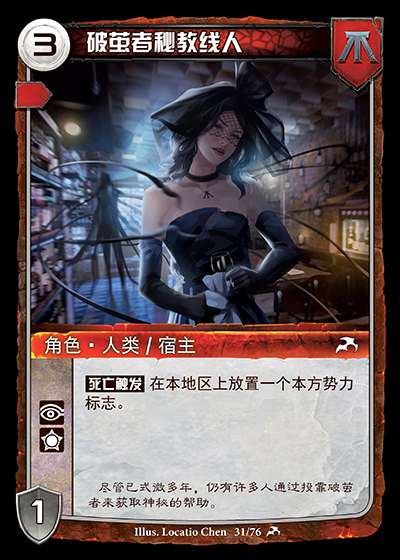 3
破茧者秘教线人
角色·人类/宿主
死亡触发 在本地区上放置一个本方势力
标志。
尽管已式微多年，仍有许多人通过投靠破茧
者来获取神秘的帮助。
1
Illus. Locatio Chen 31/76